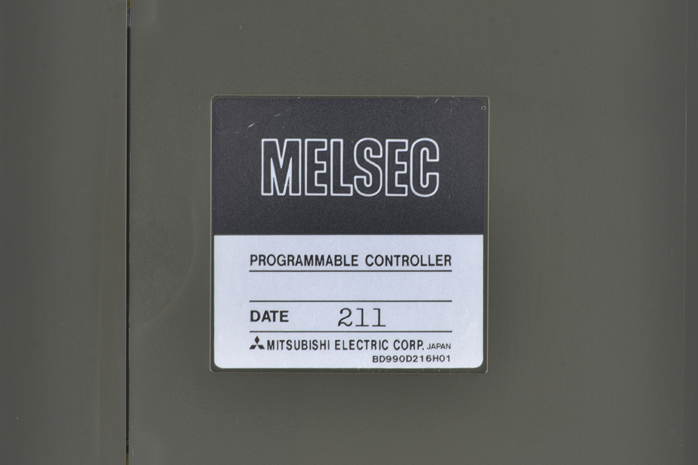 MELSEC
PROGRAMMABLE CONTROLLER
DATE 211
MITSUBISHI ELECTRIC CORP. JAPAN
BD990D216H01